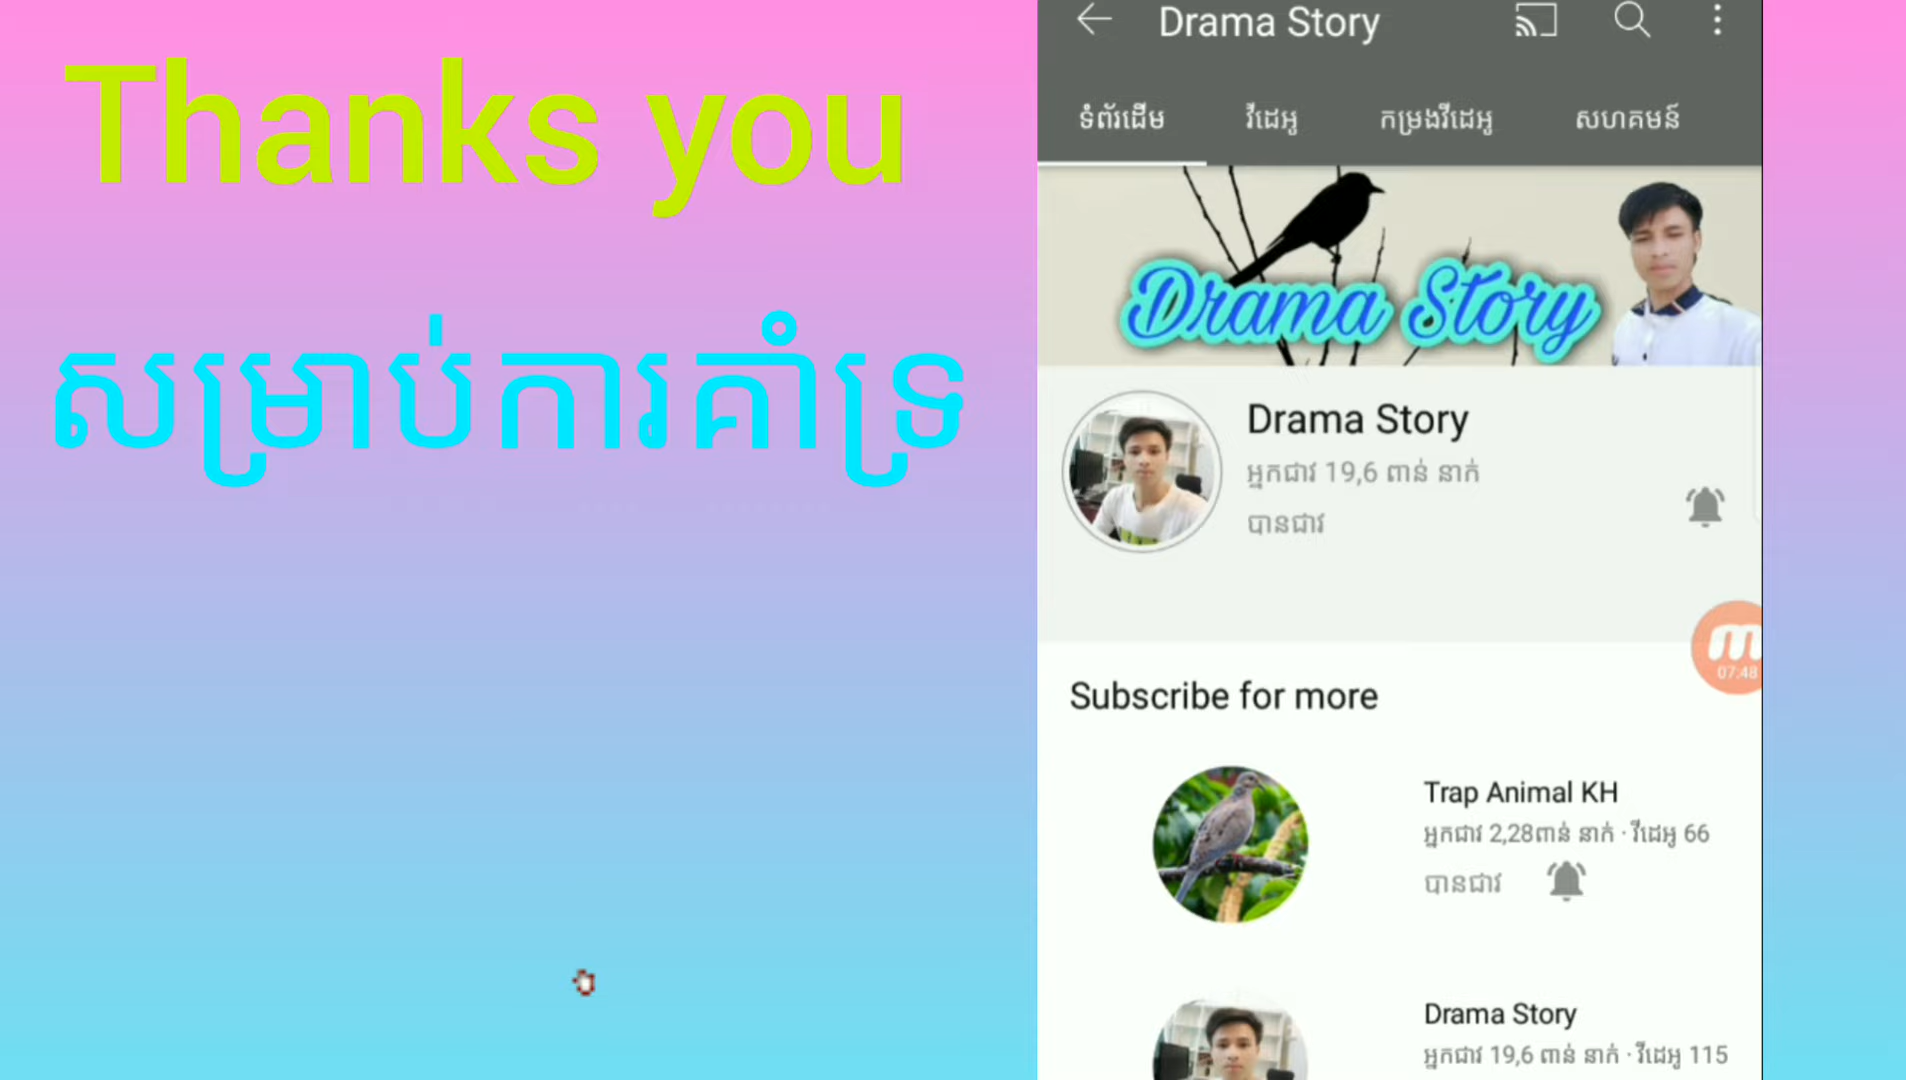 Thanks you
សម្រាប់ការគាំទ្រ
Drama Story
ទំព័រដើម វីដេអូ កម្រងវីដេអូ សហគមន៍
Drama Story
Drama Story
អ្នកជាវ 19,6 ពាន់ នាក់
បានជាវ
07:48
Subscribe for more
Trap Animal KH
អ្នកជាវ 2,28ពាន់ នាក់ · វីដេអូ 66
បានជាវ
Drama Story
អ្នកជាវ 19,6 ពាន់ នាក់ · វីដេអូ 115